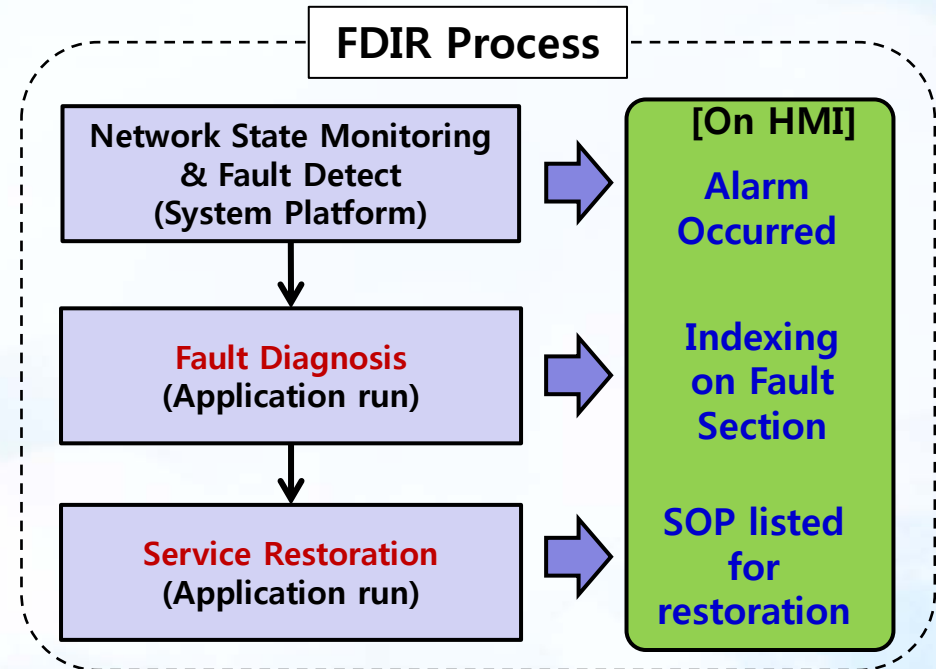 FDIR Process
Network State Monitoring
& Fault Detect
(System Platform)
[On HMI]
Alarm
Occurred
Fault Diagnosis
(Application run)
Indexing
on Fault
Section
Service Restoration
(Application run)
SOP listed
for
restoration